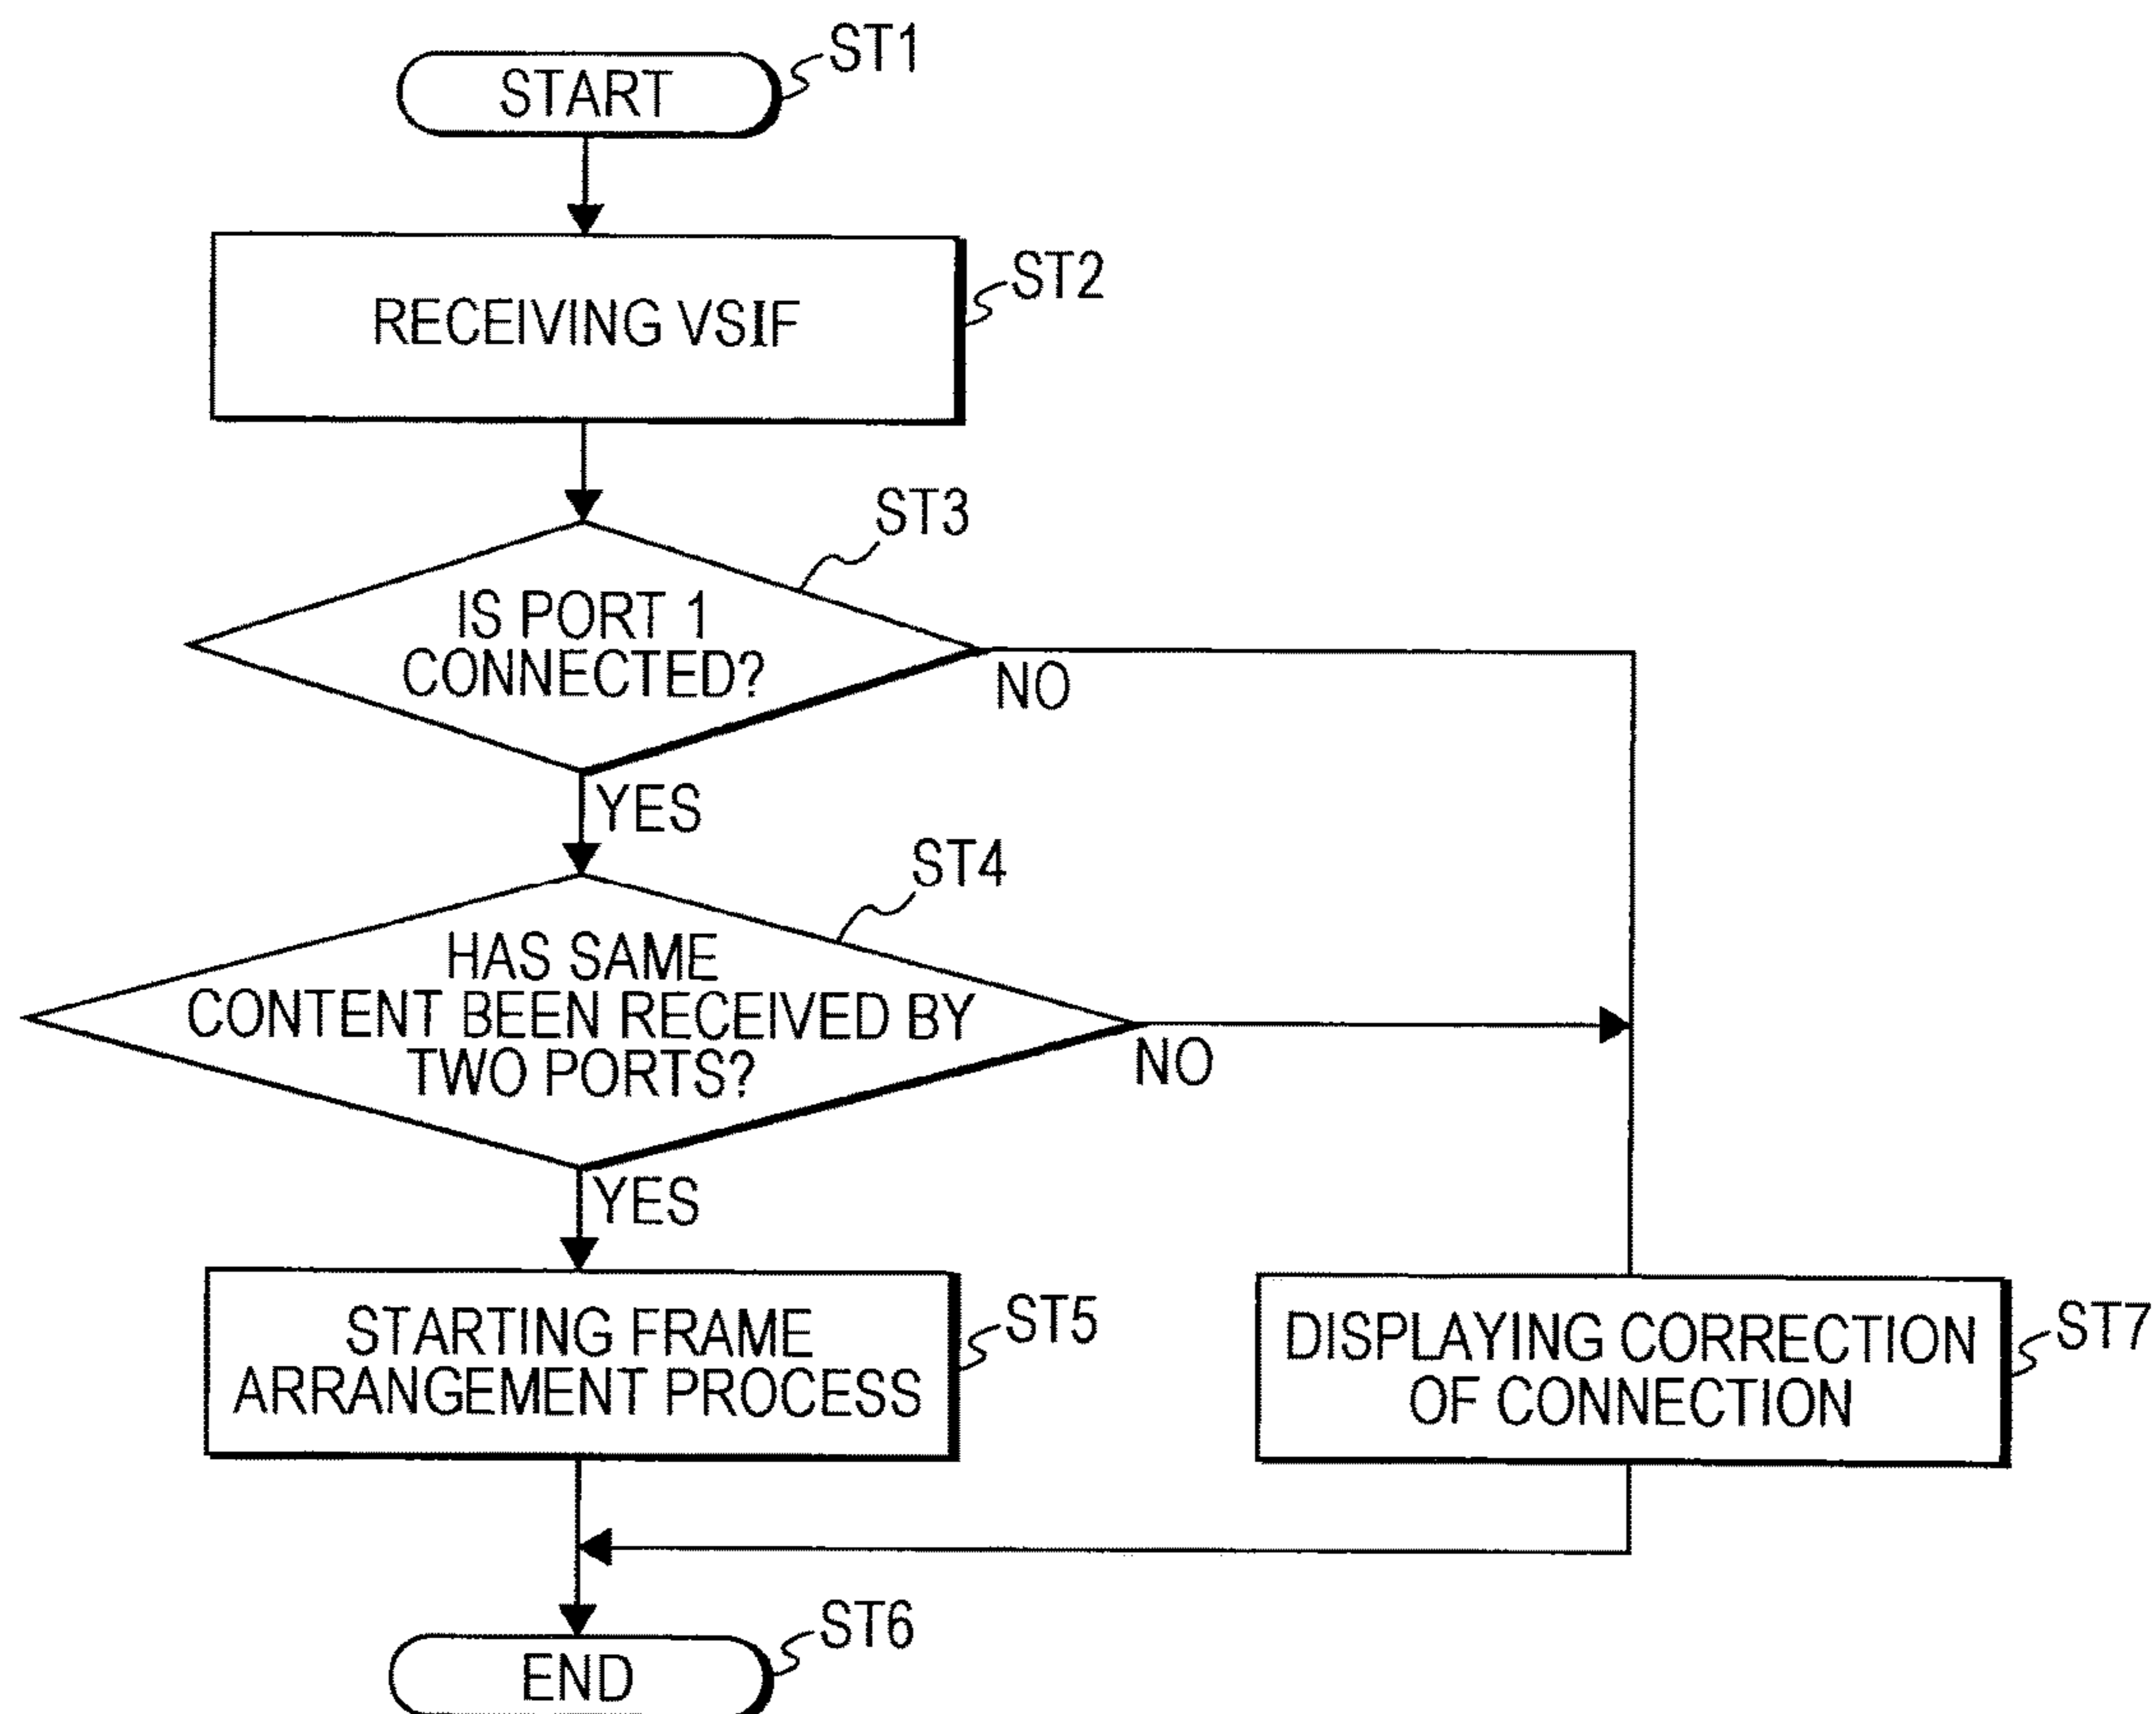 START
ST1
RECEIVING VSIF
ST2
ST3
IS PORT 1
CONNECTED?
NO
YES
ST4
HAS SAME
CONTENT BEEN RECEIVED BY
TWO PORTS?
NO
YES
STARTING FRAME
ARRANGEMENT PROCESS
ST5
DISPLAYING CORRECTION
OF CONNECTION
ST7
END
ST6